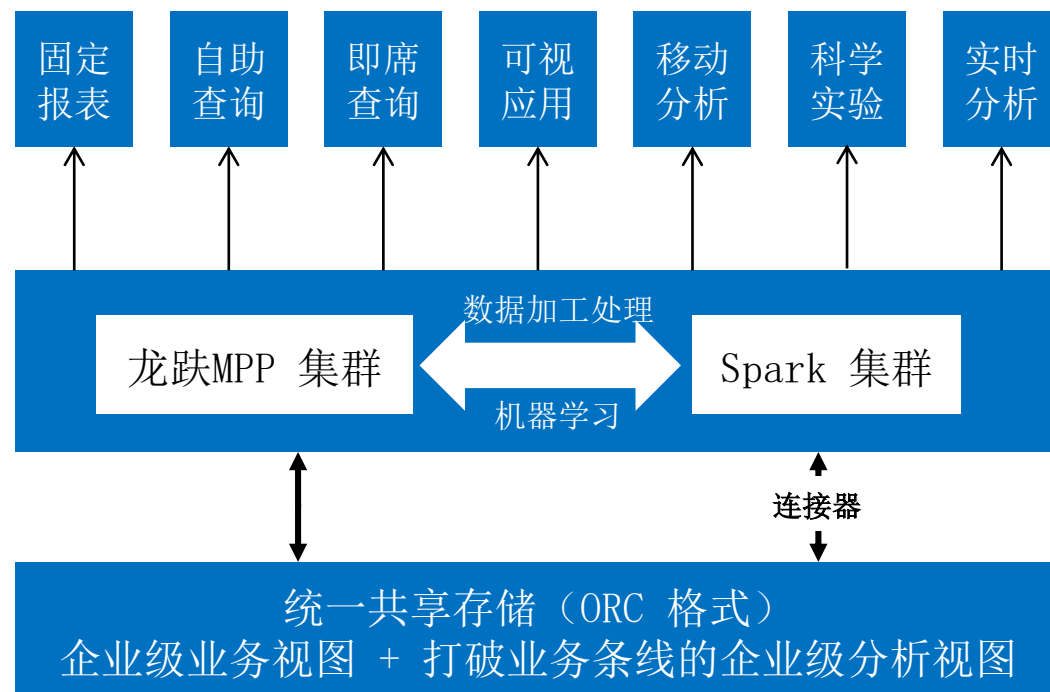 固定
报表
自助
查询
即席
查询
可视
应用
移动
分析
科学
实验
实时
分析
数据加工处理
龙趺MPP 集群
Spark 集群
机器学习
连接器
统一共享存储（ORC 格式）
企业级业务视图 + 打破业务条线的企业级分析视图